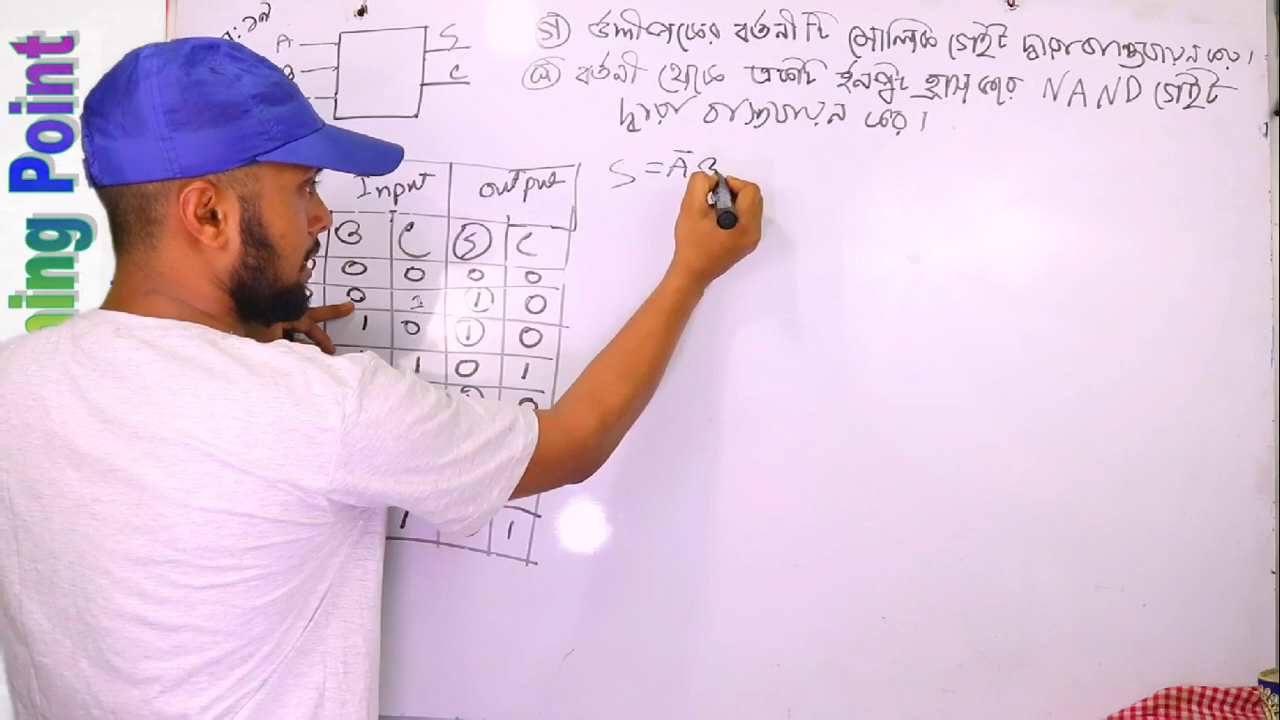 ing Point
A S
C
(গ) উদ্দীপকের বর্তনীটি মৌলিক গেইট দ্বারা বাস্তবায়ন কর।
(ঘ) বর্তনী থেকে একটি ইনপুট হ্রাস করে NAND গেইট
দ্বারা বাস্তবায়ন কর।
S = A̅ B
Input output
B C S C
0 0 0 0
0 1 1 0
1 0 1 0
1 0 1
0
1 1